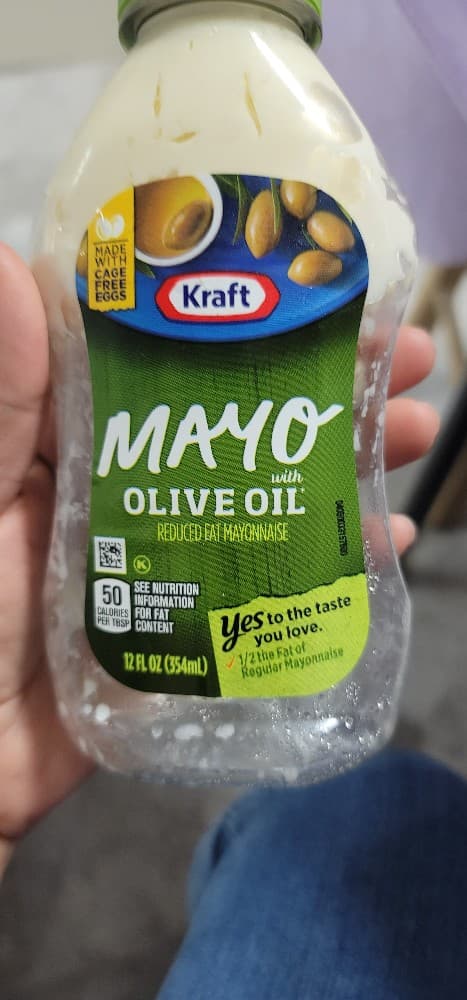 MADE
WITH
CAGE
FREE
EGGS
Kraft
MAYO
with
OLIVE OIL
REDUCED FAT MAYONNAISE
K
50
CALORIES
PER TBSP
SEE NUTRITION
INFORMATION
FOR FAT
CONTENT
Yes to the taste
you love.
✓ 1/2 the Fat of
Regular Mayonnaise
12 FL OZ (354mL)